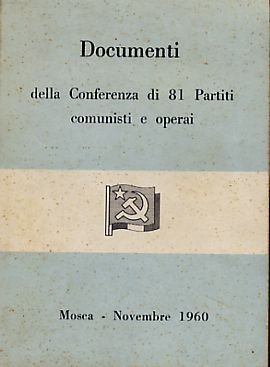 Documenti
della Conferenza di 81 Partiti
comunisti e operai
Mosca - Novembre 1960